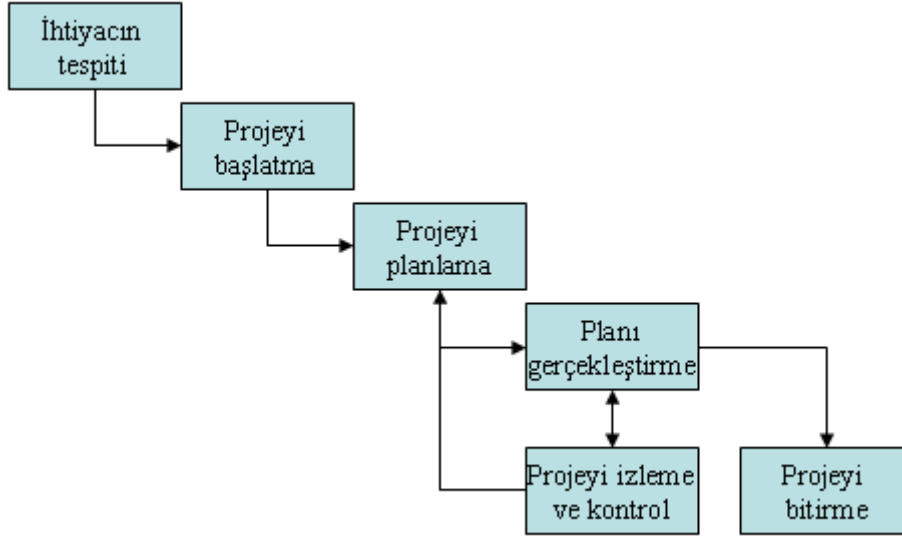 İhtiyacın
tespiti
Projeyi
başlatma
Projeyi
planlama
Planı
gerçekleştirme
Projeyi izleme
ve kontrol
Projeyi
bitirme